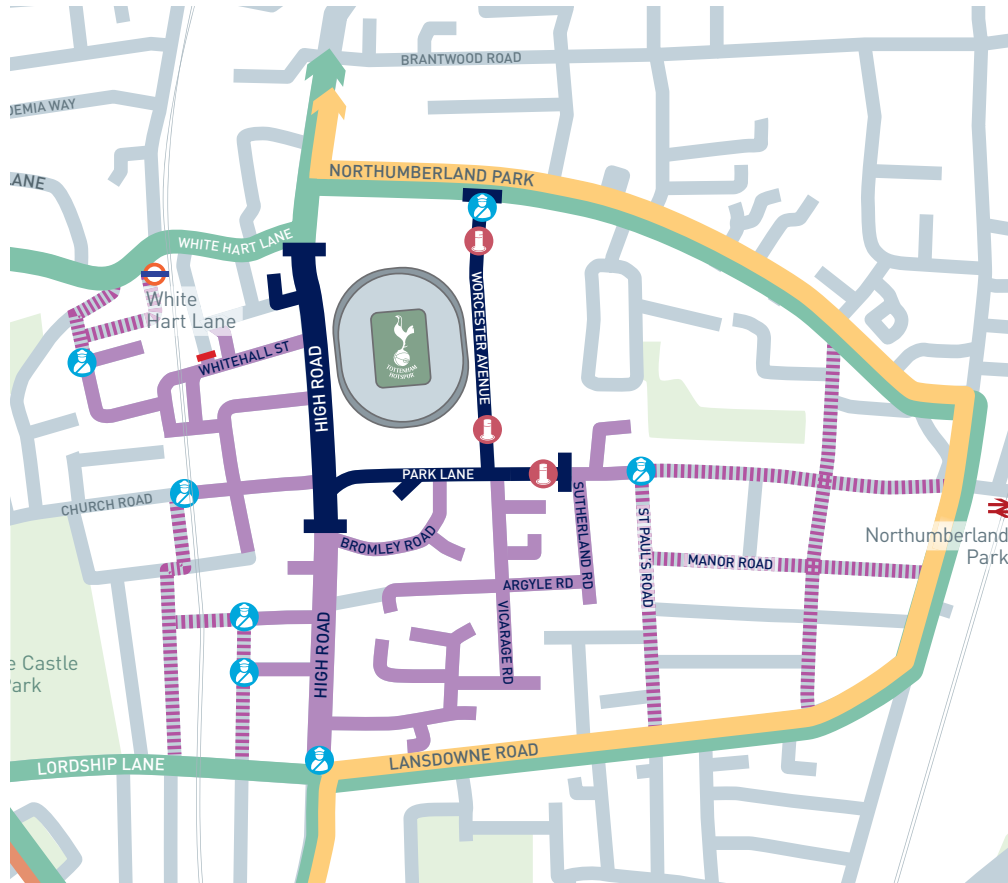 BRANTWOOD ROAD
DEMIA WAY
LANE
NORTHUMBERLAND PARK
WHITE HART LANE
White
Hart Lane
WHITEHALL ST
HIGH ROAD
TOTTENHAM
HOTSPUR
WORCESTER AVENUE
PARK LANE
CHURCH ROAD
SUTHERLAND RD
ST PAUL'S ROAD
BROMLEY ROAD
Northumberland
Park
MANOR ROAD
ARGYLE RD
VICARAGE RD
HIGH ROAD
e Castle
Park
LANSDOWNE ROAD
LORDSHIP LANE